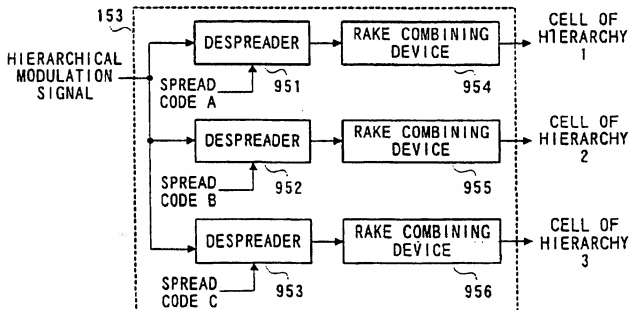 153
HIERARCHICAL
MODULATION
SIGNAL
DESPREADER
SPREAD
CODE A
951
RAKE COMBINING
DEVICE
954
CELL OF
HIERARCHY
1
DESPREADER
SPREAD
CODE B
952
RAKE COMBINING
DEVICE
955
CELL OF
HIERARCHY
2
DESPREADER
SPREAD
CODE C
953
RAKE COMBINING
DEVICE
956
CELL OF
HIERARCHY
3